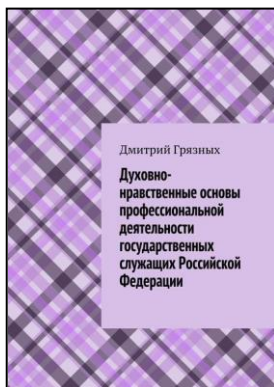 Дмитрий Грязных
Духовно-
нравственные основы
профессиональной
деятельности
государственных
служащих Российской
Федерации